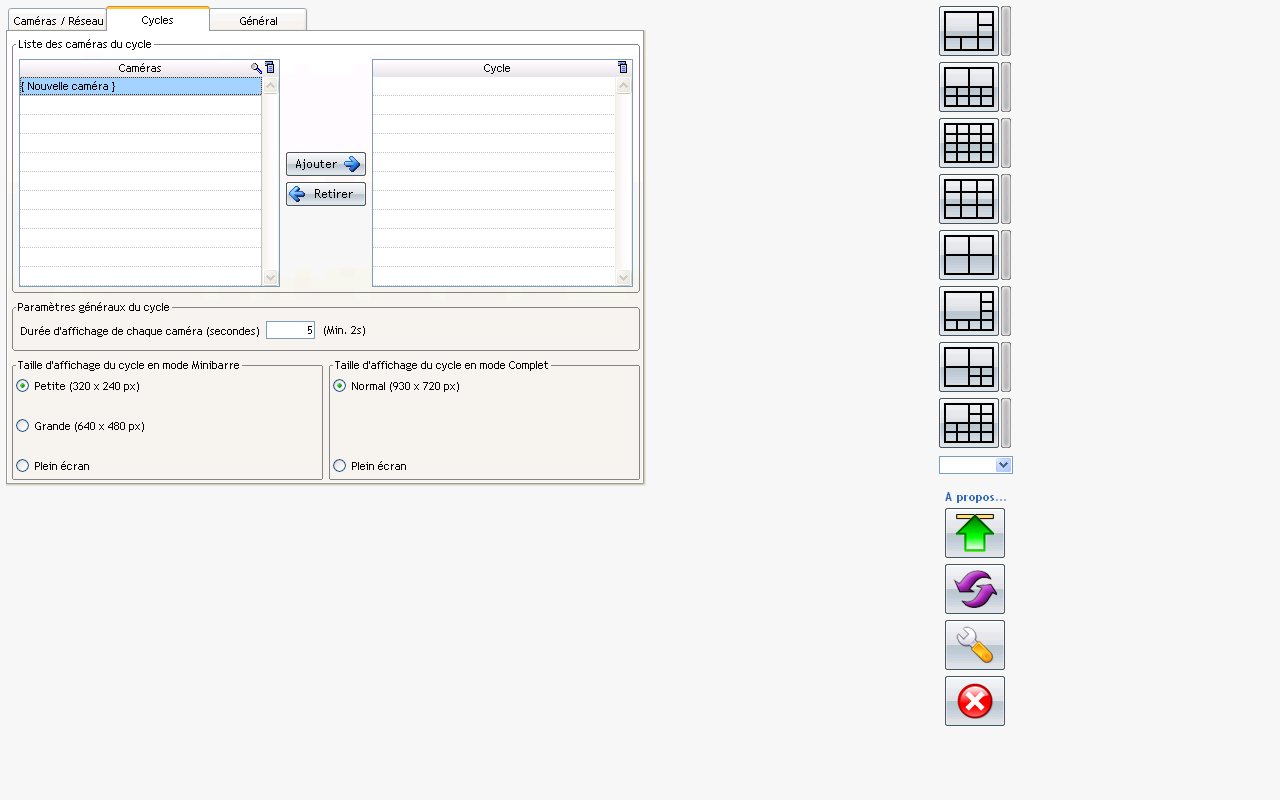 Caméras / Réseau
Cycles
Général
Liste des caméras du cycle
Caméras
Cycle
{ Nouvelle caméra }
Ajouter
Retirer
Paramètres généraux du cycle
Durée d'affichage de chaque caméra (secondes) 5 (Min. 2s)
Taille d'affichage du cycle en mode Minibarre
Petite (320 x 240 px)
Grande (640 x 480 px)
Plein écran
Taille d'affichage du cycle en mode Complet
Normal (930 x 720 px)
Plein écran
A propos...